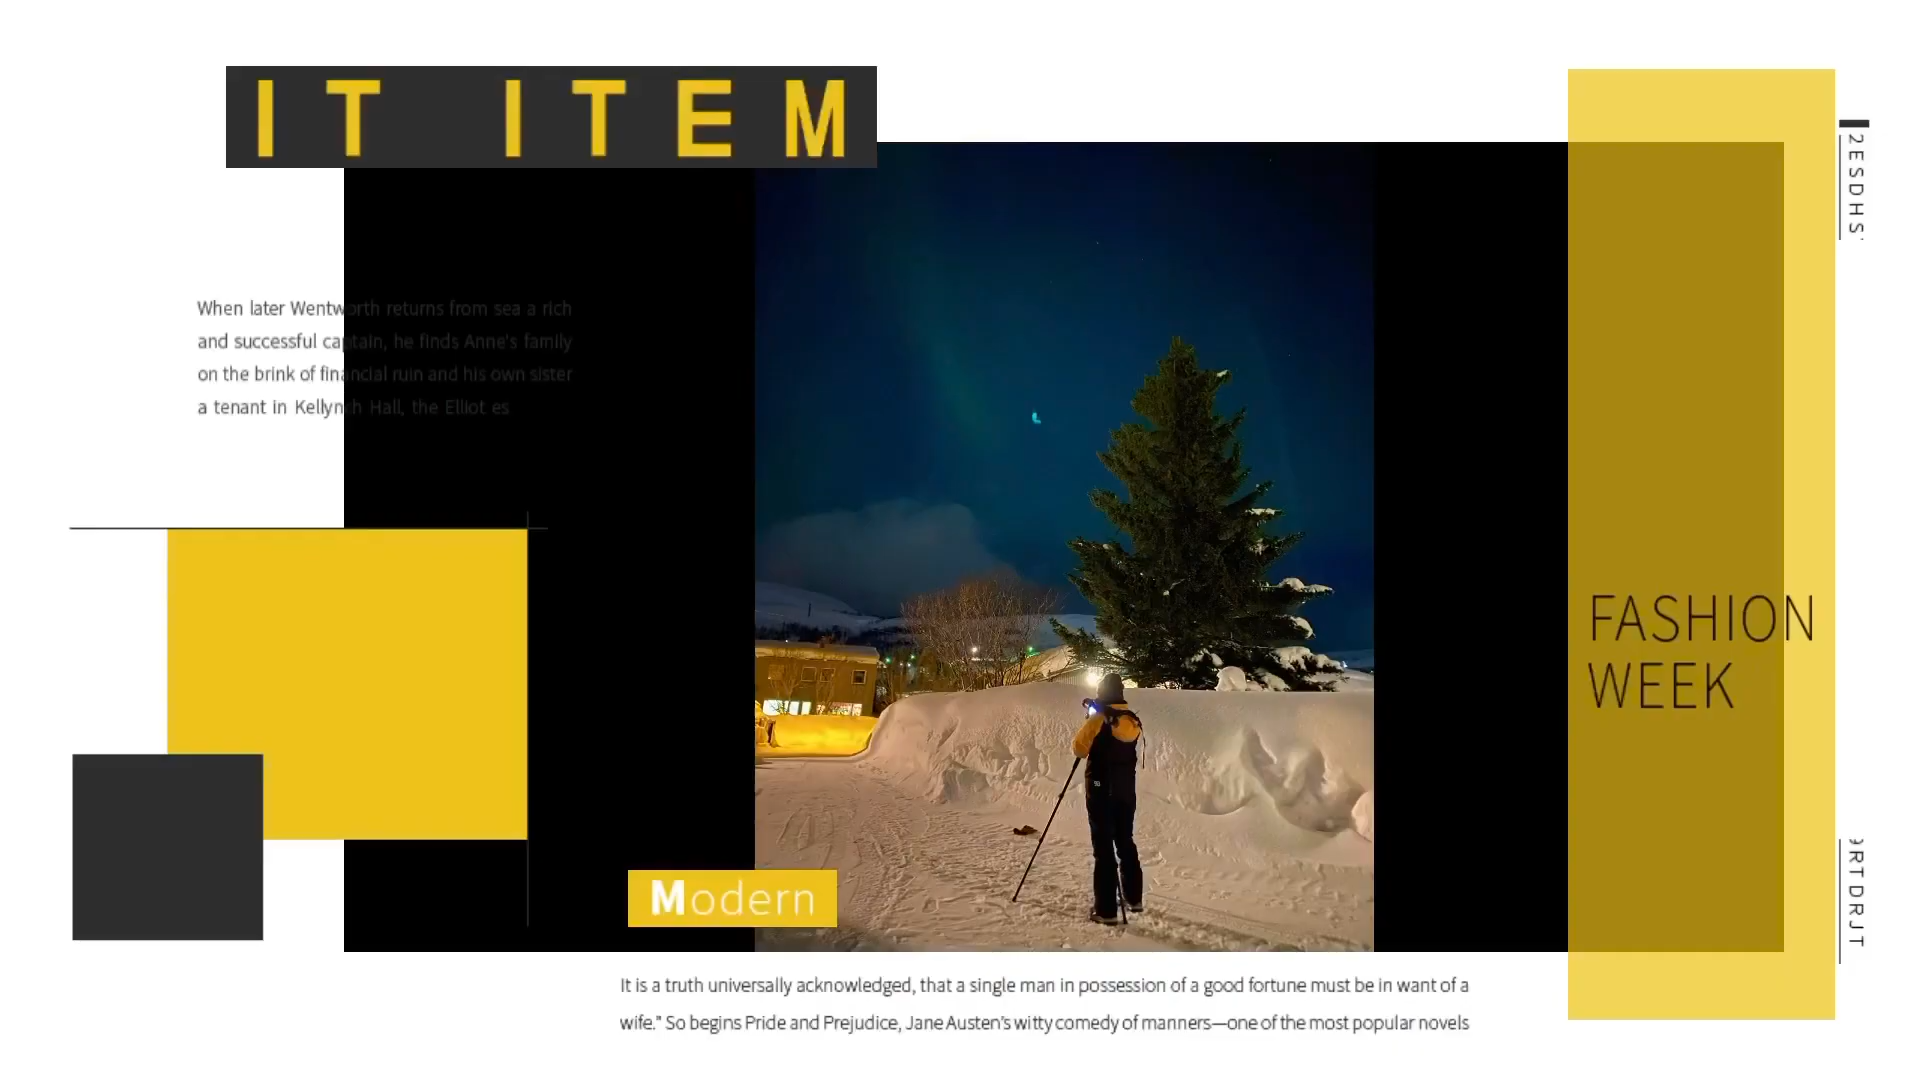 IT ITEM
When later Wentworth returns from sea a rich
and successful captain, he finds Anne's family
on the brink of financial ruin and his own sister
a tenant in Kellynch Hall, the Elliot es
Modern
It is a truth universally acknowledged, that a single man in possession of a good fortune must be in want of a
wife." So begins Pride and Prejudice, Jane Austen's witty comedy of manners—one of the most popular novels
FASHION
WEEK
2ESDHS
RTDRJT